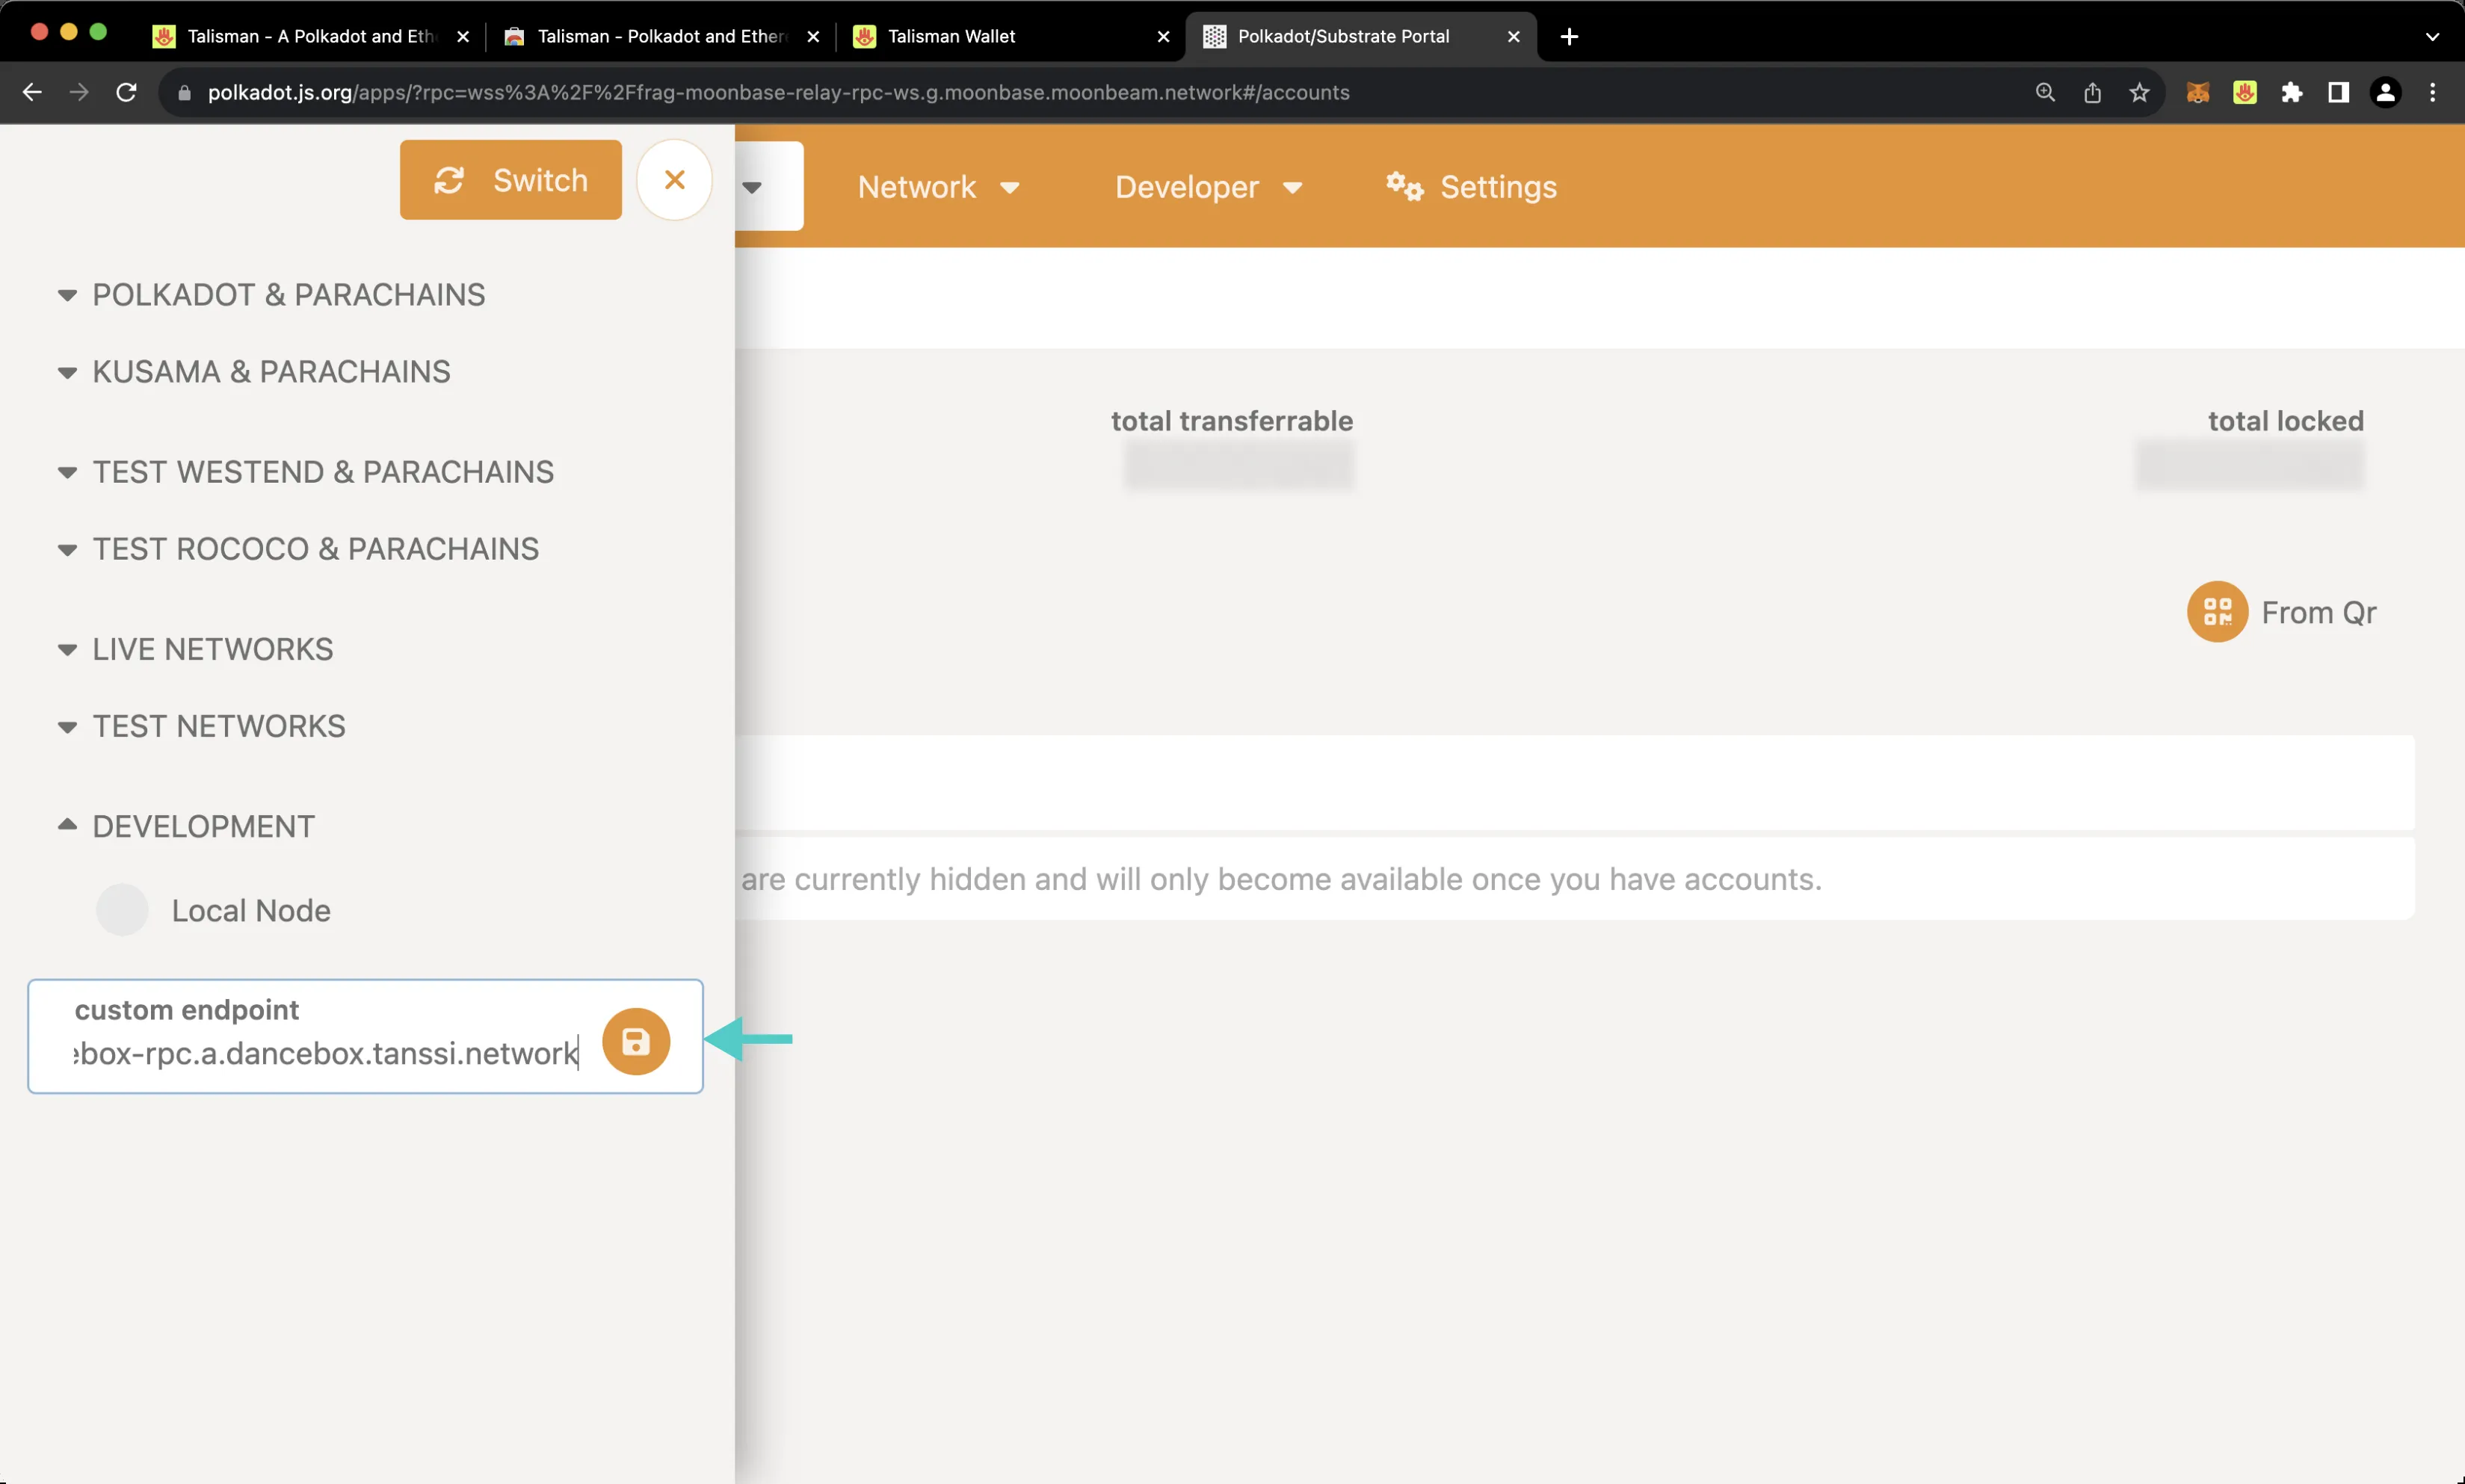 Talisman - A Polkadot and Eth
Talisman - Polkadot and Ether
Talisman Wallet
Polkadot/Substrate Portal
polkadot.js.org/apps/?rpc=wss%3A%2F%2Ffrag-moonbase-relay-rpc-ws.g.moonbase.moonbeam.network#/accounts
Switch
Network
Developer
Settings
POLKADOT & PARACHAINS
KUSAMA & PARACHAINS
TEST WESTEND & PARACHAINS
TEST ROCOCO & PARACHAINS
LIVE NETWORKS
TEST NETWORKS
DEVELOPMENT
Local Node
custom endpoint
ebox-rpc.a.dancebox.tanssi.network
total transferrable
total locked
From Qr
are currently hidden and will only become available once you have accounts.